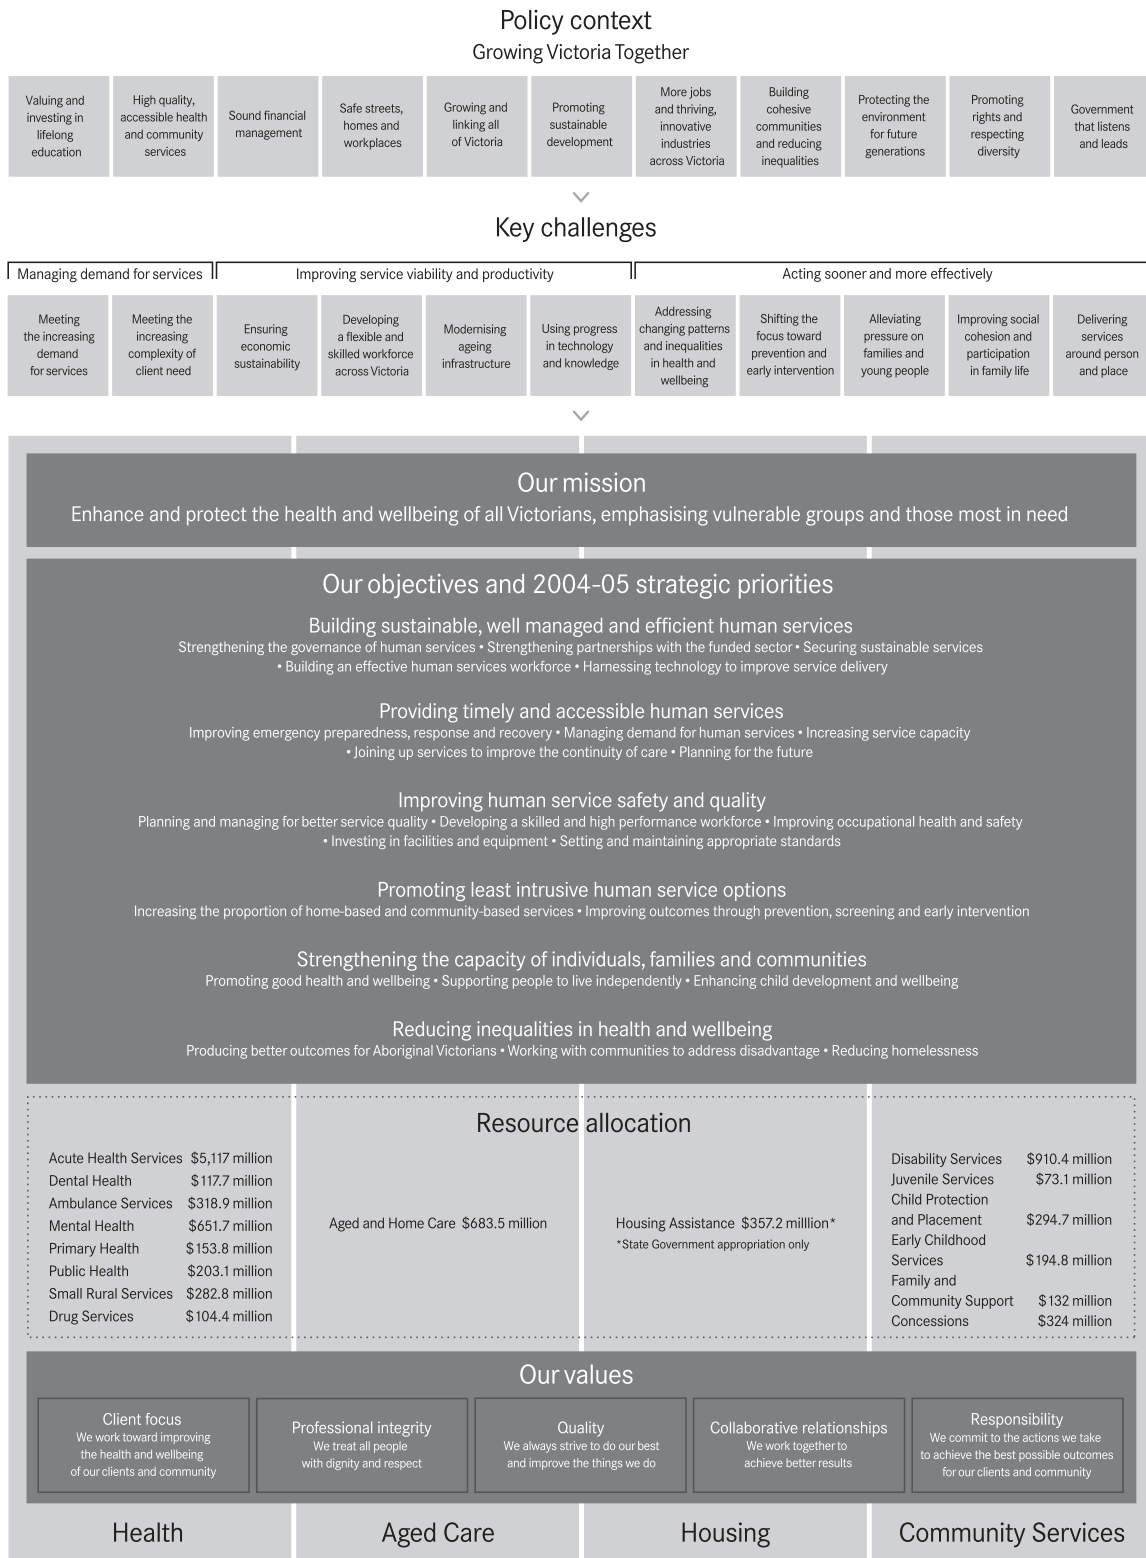 Policy context
Growing Victoria Together
Valuing and
investing in
lifelong
education
High quality,
accessible health
and community
services
Sound financial
management
Safe streets,
homes and
workplaces
Growing and
linking all
of Victoria
Promoting
sustainable
development
More jobs
and thriving,
innovative
industries
across Victoria
Building
cohesive
communities
and reducing
inequalities
Protecting the
environment
for future
generations
Promoting
rights and
respecting
diversity
Government
that listens
and leads
Key challenges
Managing demand for services
Improving service viability and productivity
Acting sooner and more effectively
Meeting
the increasing
demand
for services
Meeting the
increasing
complexity of
client need
Ensuring
economic
sustainability
Developing
a flexible and
skilled workforce
across Victoria
Modernising
ageing
infrastructure
Using progress
in technology
and knowledge
Addressing
changing patterns
and inequalities
in health and
wellbeing
Shifting the
focus toward
prevention and
early intervention
Alleviating
pressure on
families and
young people
Improving social
cohesion and
participation
in family life
Delivering
services
around person
and place
Our mission
Enhance and protect the health and wellbeing of all Victorians, emphasising vulnerable groups and those most in need
Our objectives and 2004-05 strategic priorities
Building sustainable, well managed and efficient human services
Strengthening the governance of human services • Strengthening partnerships with the funded sector • Securing sustainable services
• Building an effective human services workforce • Harnessing technology to improve service delivery
Providing timely and accessible human services
Improving emergency preparedness, response and recovery • Managing demand for human services • Increasing service capacity
• Joining up services to improve the continuity of care • Planning for the future
Improving human service safety and quality
Planning and managing for better service quality • Developing a skilled and high performance workforce • Improving occupational health and safety
• Investing in facilities and equipment • Setting and maintaining appropriate standards
Promoting least intrusive human service options
Increasing the proportion of home-based and community-based services • Improving outcomes through prevention, screening and early intervention
Strengthening the capacity of individuals, families and communities
Promoting good health and wellbeing • Supporting people to live independently • Enhancing child development and wellbeing
Reducing inequalities in health and wellbeing
Producing better outcomes for Aboriginal Victorians • Working with communities to address disadvantage • Reducing homelessness
Resource allocation
Acute Health Services $5,117 million
Dental Health $117.7 million
Ambulance Services $318.9 million
Mental Health $651.7 million
Primary Health $153.8 million
Public Health $203.1 million
Small Rural Services $282.8 million
Drug Services $104.4 million
Aged and Home Care $683.5 million
Housing Assistance $357.2 milllion*
*State Government appropriation only
Disability Services $910.4 million
Juvenile Services $73.1 million
Child Protection
and Placement $294.7 million
Early Childhood
Services $194.8 million
Family and
Community Support $132 million
Concessions $324 million
Our values
Client focus
We work toward improving
the health and wellbeing
of our clients and community
Professional integrity
We treat all people
with dignity and respect
Quality
We always strive to do our best
and improve the things we do
Collaborative relationships
We work together to
achieve better results
Responsibility
We commit to the actions we take
to achieve the best possible outcomes
for our clients and community
Health
Aged Care
Housing
Community Services